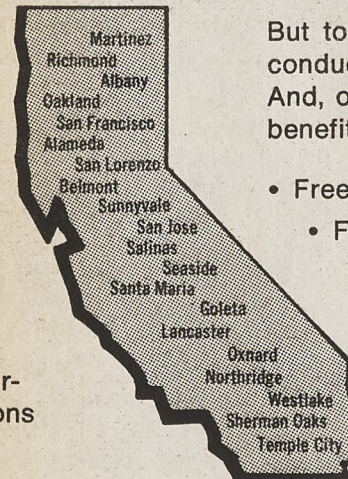 Martinez
Richmond
Albany
Oakland
San Francisco
Alameda
San Lorenzo
Belmont
Sunnyvale
San Jose
Salinas
Seaside
Santa Maria
Goleta
Lancaster
Oxnard
Northridge
Westlake
Sherman Oaks
Temple City
But to
conduc
And, o
benefit
• Free
• F
r-
ons